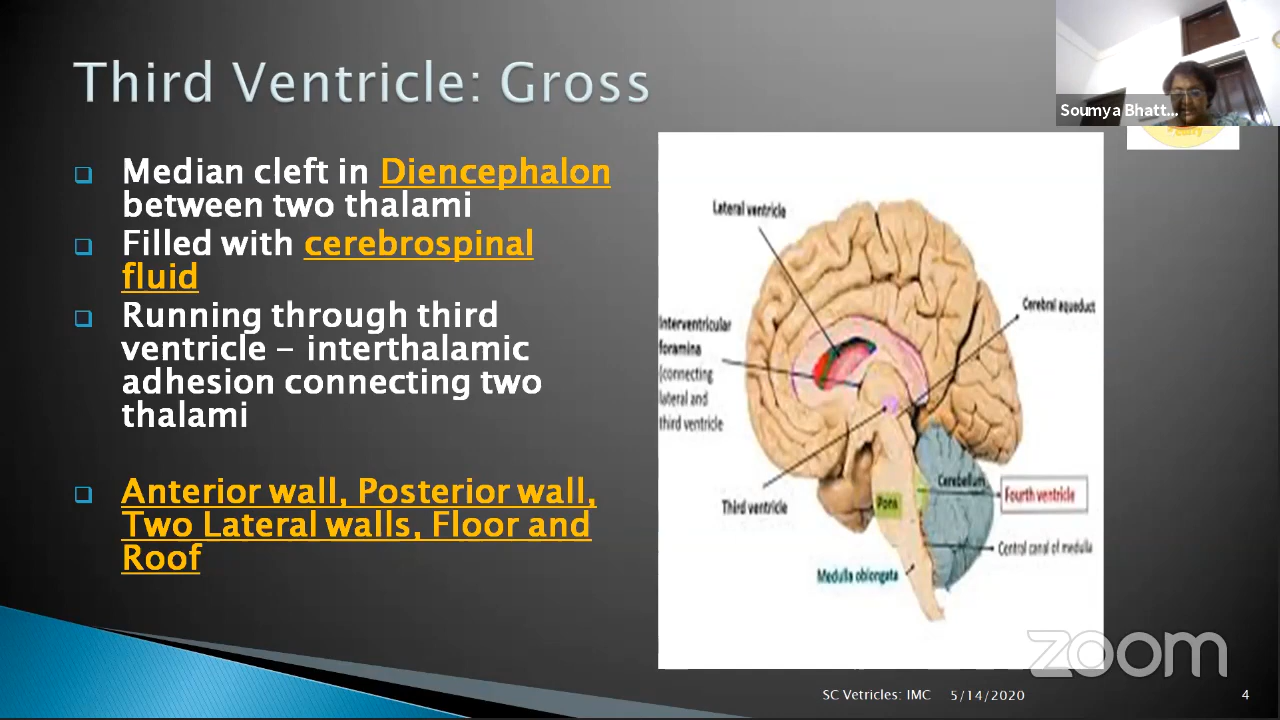 Third Ventricle: Gross
Soumya Bhatt...
Median cleft in Diencephalon
between two thalami
Filled with cerebrospinal
fluid
Running through third
ventricle – interthalamic
adhesion connecting two
thalami
Anterior wall, Posterior wall,
Two Lateral walls, Floor and
Roof
Lateral ventricle
Cerebral aqueduct
Interventricular
foramina
(connecting
lateral and
third ventricle
Third ventricle
Cerebellum
Pons
Fourth ventricle
Central canal of medulla
Medulla oblongata
zoom
SC Vetricles: IMC 5/14/2020 4